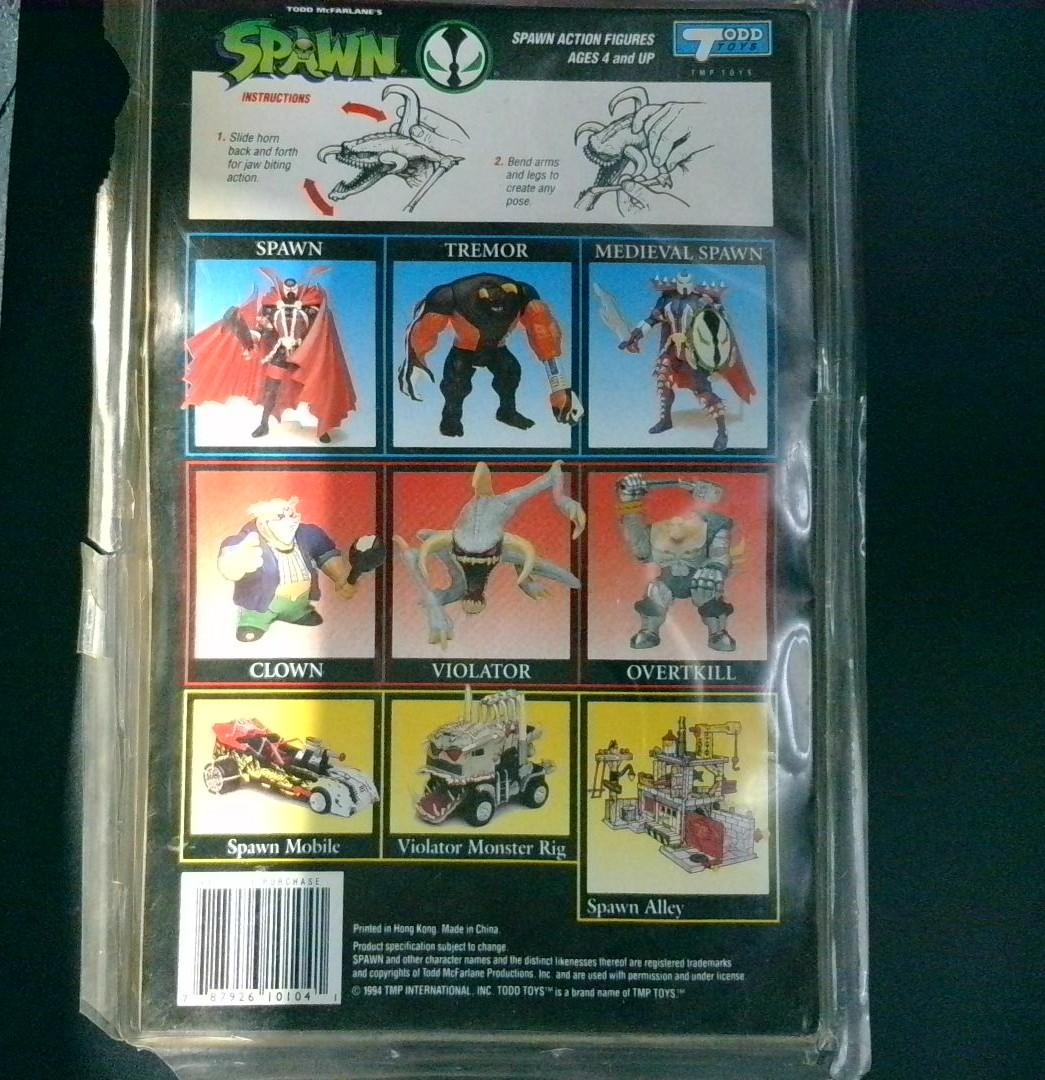 TODD McFARLANE'S
SPAWN
SPAWN ACTION FIGURES
AGES 4 and UP
TODD
TOYS
TMP TOYS
INSTRUCTIONS
1. Slide horn
back and forth
for jaw biting
action.
2. Bend arms
and legs to
create any
pose.
SPAWN
TREMOR
MEDIEVAL SPAWN
CLOWN
VIOLATOR
OVERTKILL
Spawn Mobile
Violator Monster Rig
Spawn Alley
PURCHASE
7 87926 10104 1
Printed in Hong Kong. Made in China.
Product specification subject to change.
SPAWN and other character names and the distinct likenesses thereof are registered trademarks
and copyrights of Todd McFarlane Productions, Inc. and are used with permission and under license.
© 1994 TMP INTERNATIONAL, INC. TODD TOYS™ is a brand name of TMP TOYS.™